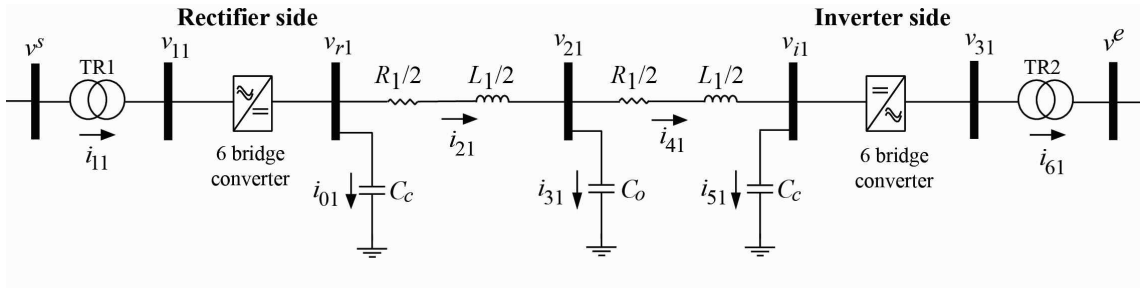 Rectifier side
Inverter side
v^s
TR1
v_11
v_r1
R_1/2
L_1/2
v_21
R_1/2
L_1/2
v_i1
v_31
TR2
v^e
i_11
6 bridge
converter
i_21
i_41
6 bridge
converter
i_61
i_01
C_c
i_31
C_o
i_51
C_c